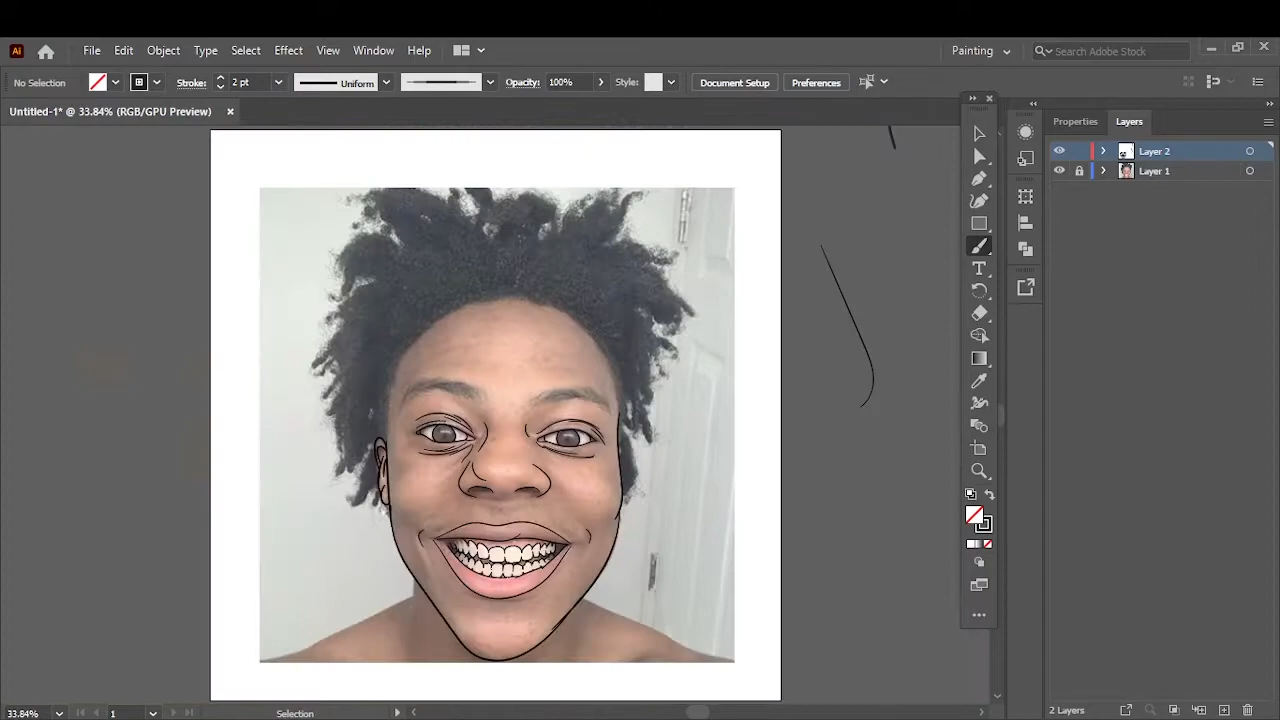 Ai File Edit Object Type Select Effect View Window Help Painting Search Adobe Stock
No Selection Stroke: 2 pt Uniform Opacity: 100% Style: Document Setup Preferences
Untitled-1* @ 33.84% (RGB/GPU Preview)
Properties Layers
Layer 2
Layer 1
33.84% 1 Selection 2 Layers